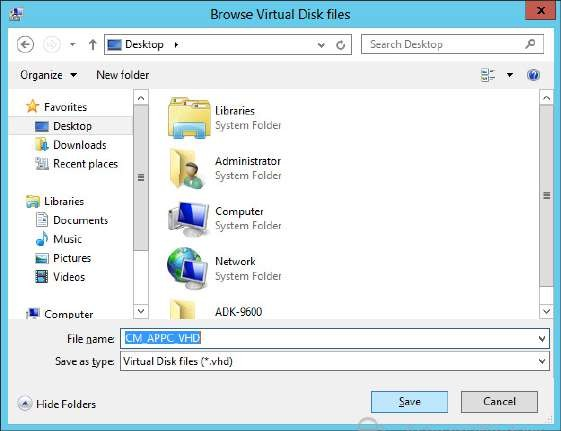 Browse Virtual Disk files
Desktop
Search Desktop
Organize
New folder
Favorites
Desktop
Downloads
Recent places
Libraries
Documents
Music
Pictures
Videos
Computer
Libraries
System Folder
Administrator
System Folder
Computer
System Folder
Network
System Folder
ADK-9600
File name: CM_APPC_VHD
Save as type: Virtual Disk files (*.vhd)
Hide Folders
Save
Cancel